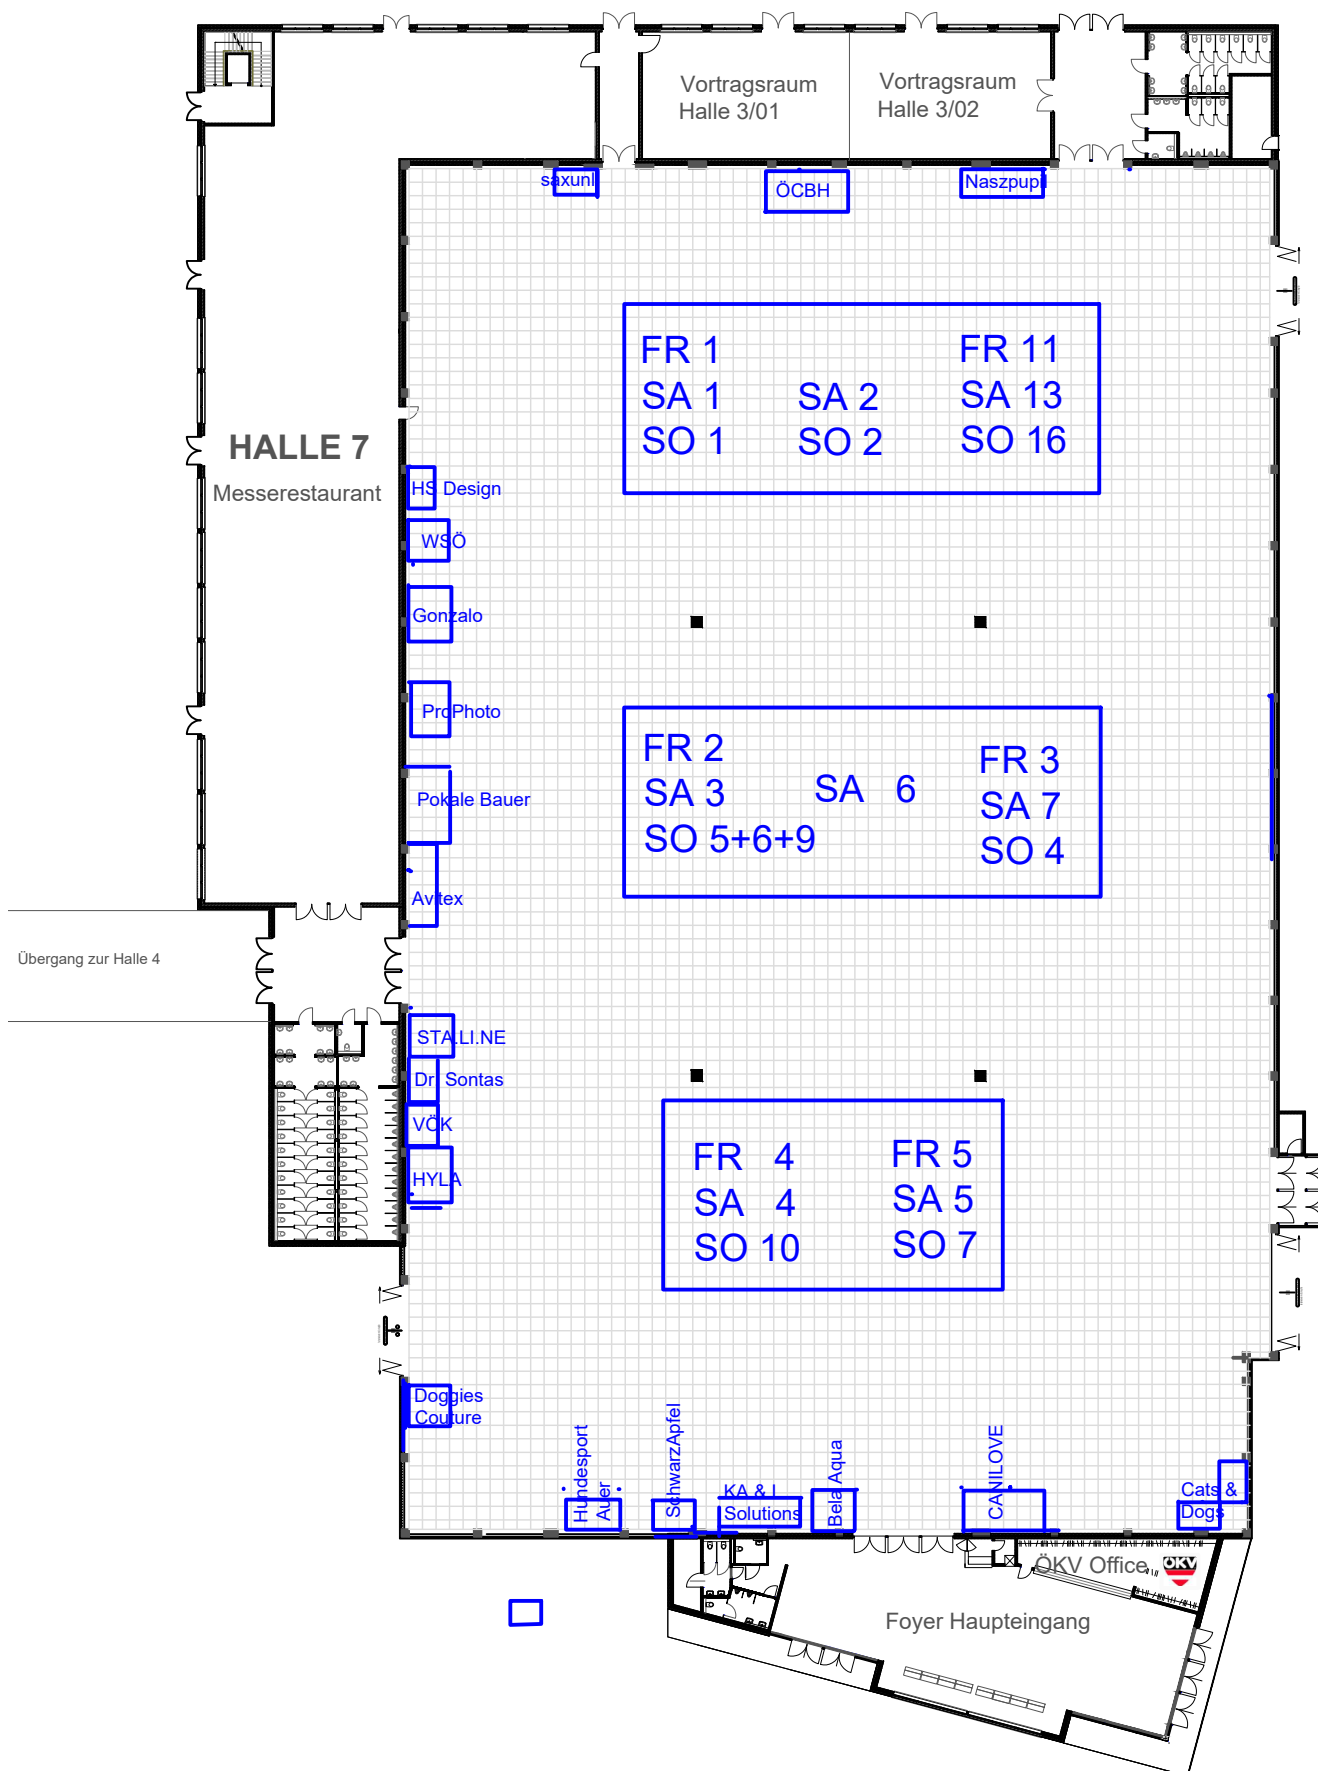 Vortragsraum
Halle 3/01
Vortragsraum
Halle 3/02
saxunl
ÖCBH
Naszpupil
FR 1
SA 1
SO 1
SA 2
SO 2
FR 11
SA 13
SO 16
HALLE 7
Messerestaurant
HS Design
WSÖ
Gonzalo
ProPhoto
Pokale Bauer
Avitex
FR 2
SA 3
SO 5+6+9
SA 6
FR 3
SA 7
SO 4
Übergang zur Halle 4
STA.LI.NE
Dr. Sontas
VÖK
HYLA
FR 4
SA 4
SO 10
FR 5
SA 5
SO 7
Doggies
Couture
Hundesport
Auer
SchwarzApfel
KA & I
Solutions
Bela Aqua
CANILOVE
Cats &
Dogs
ÖKV Office
ÖKV
Foyer Haupteingang